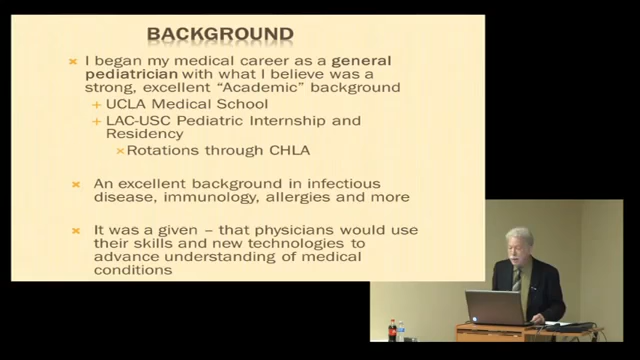 BACKGROUND
I began my medical career as a general
pediatrician with what I believe was a
strong, excellent “Academic” background
UCLA Medical School
LAC-USC Pediatric Internship and
Residency
Rotations through CHLA
An excellent background in infectious
disease, immunology, allergies and more
It was a given – that physicians would use
their skills and new technologies to
advance understanding of medical
conditions